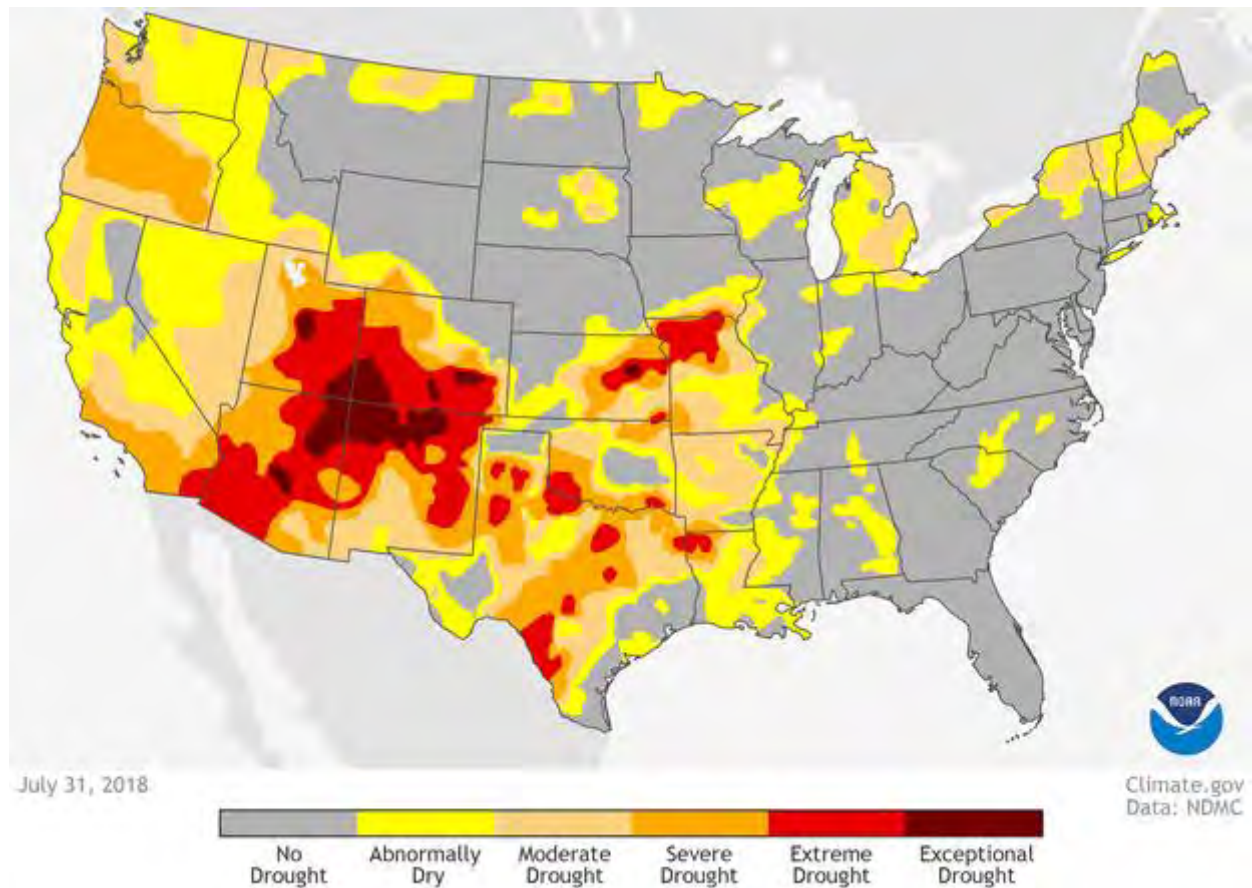 NOAA
July 31, 2018
Climate.gov
Data: NDMC
No Drought
Abnormally Dry
Moderate Drought
Severe Drought
Extreme Drought
Exceptional Drought